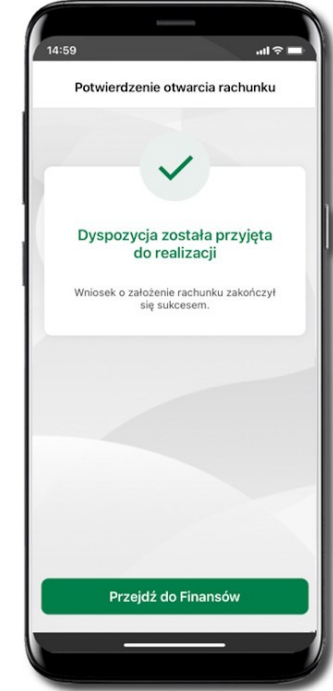 14:59
Potwierdzenie otwarcia rachunku
Dyspozycja została przyjęta
do realizacji
Wniosek o założenie rachunku zakończył
się sukcesem.
Przejdź do Finansów